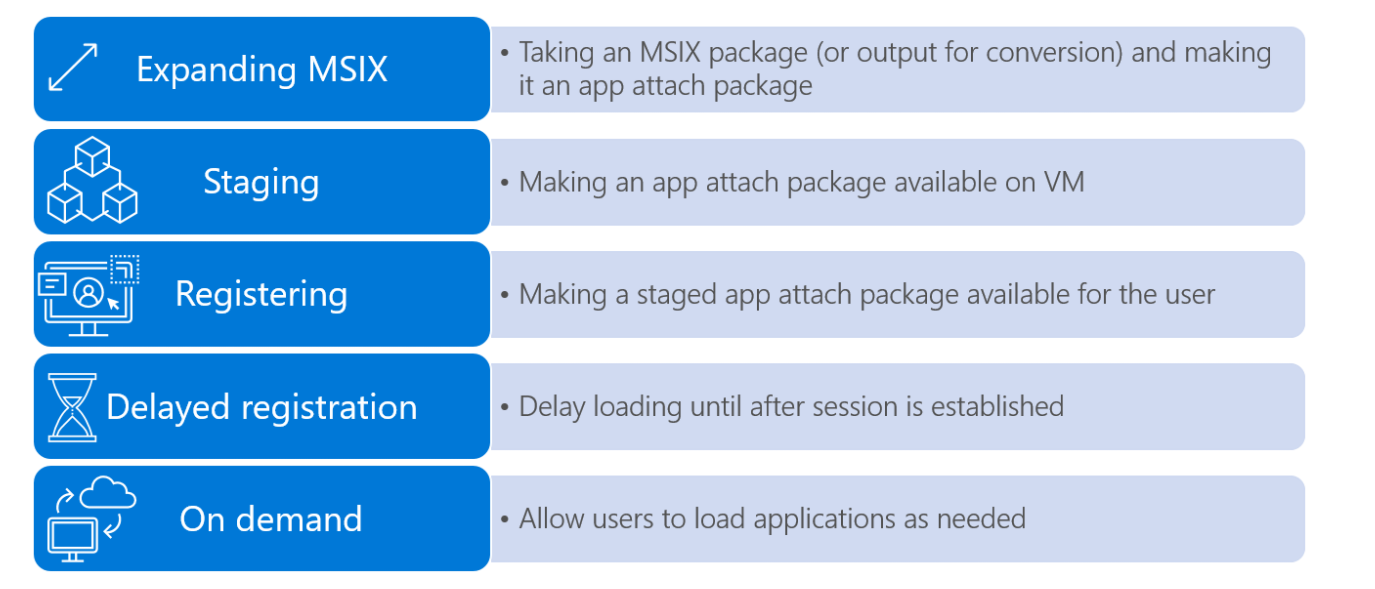 Expanding MSIX
• Taking an MSIX package (or output for conversion) and making
it an app attach package
Staging
• Making an app attach package available on VM
Registering
• Making a staged app attach package available for the user
Delayed registration
• Delay loading until after session is established
On demand
• Allow users to load applications as needed